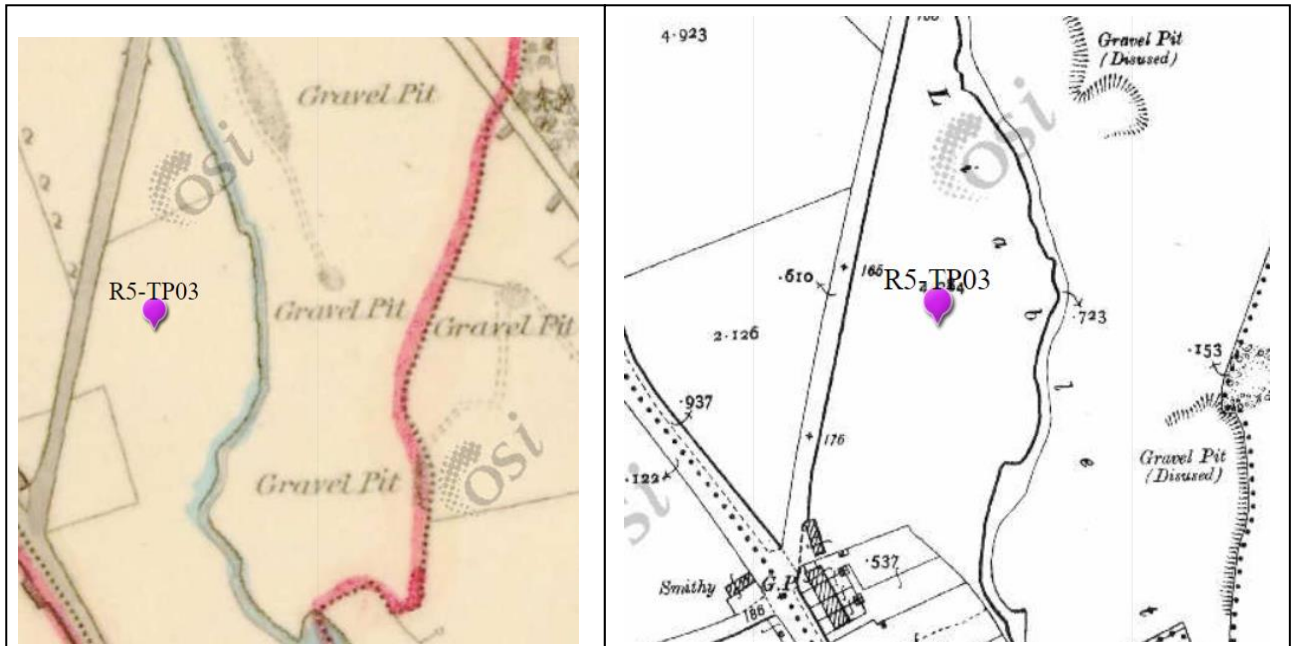 Gravel Pit
osi
R5-TP03
Gravel Pit
Gravel Pit
osi
Gravel Pit
4·923
Gravel Pit
(Disused)
L
osi
i
a
·610
165
R5-TP03
b
·723
2·126
·153
l
·937
176
e
·122
Gravel Pit
(Disused)
si
·537
Smithy
G.P.
186
t